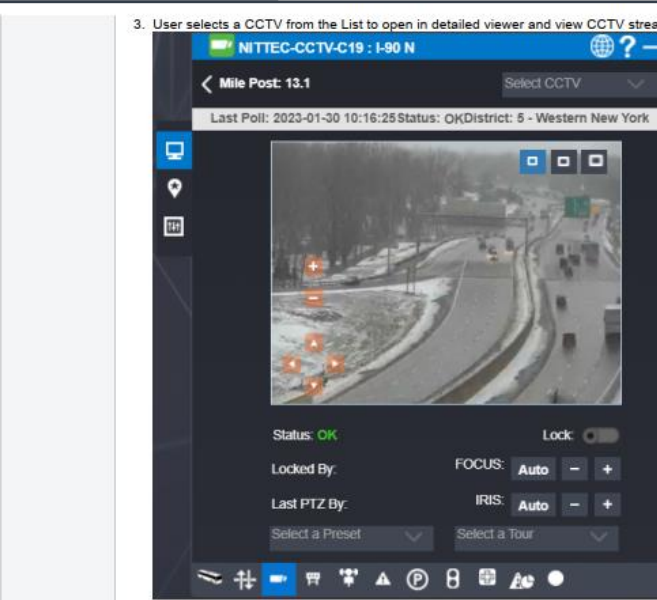 3. User selects a CCTV from the List to open in detailed viewer and view CCTV strea
NITTEC-CCTV-C19 : I-90 N
?
Mile Post: 13.1
Select CCTV
Last Poll: 2023-01-30 10:16:25 Status: OK District: 5 - Western New York
Status: OK
Lock:
Locked By:
FOCUS: Auto - +
Last PTZ By:
IRIS: Auto - +
Select a Preset
Select a Tour